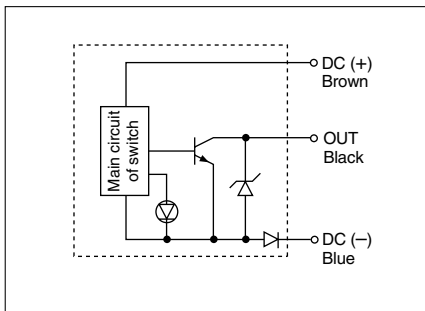 DC (+)
Brown
Main circuit
of switch
OUT
Black
DC (−)
Blue